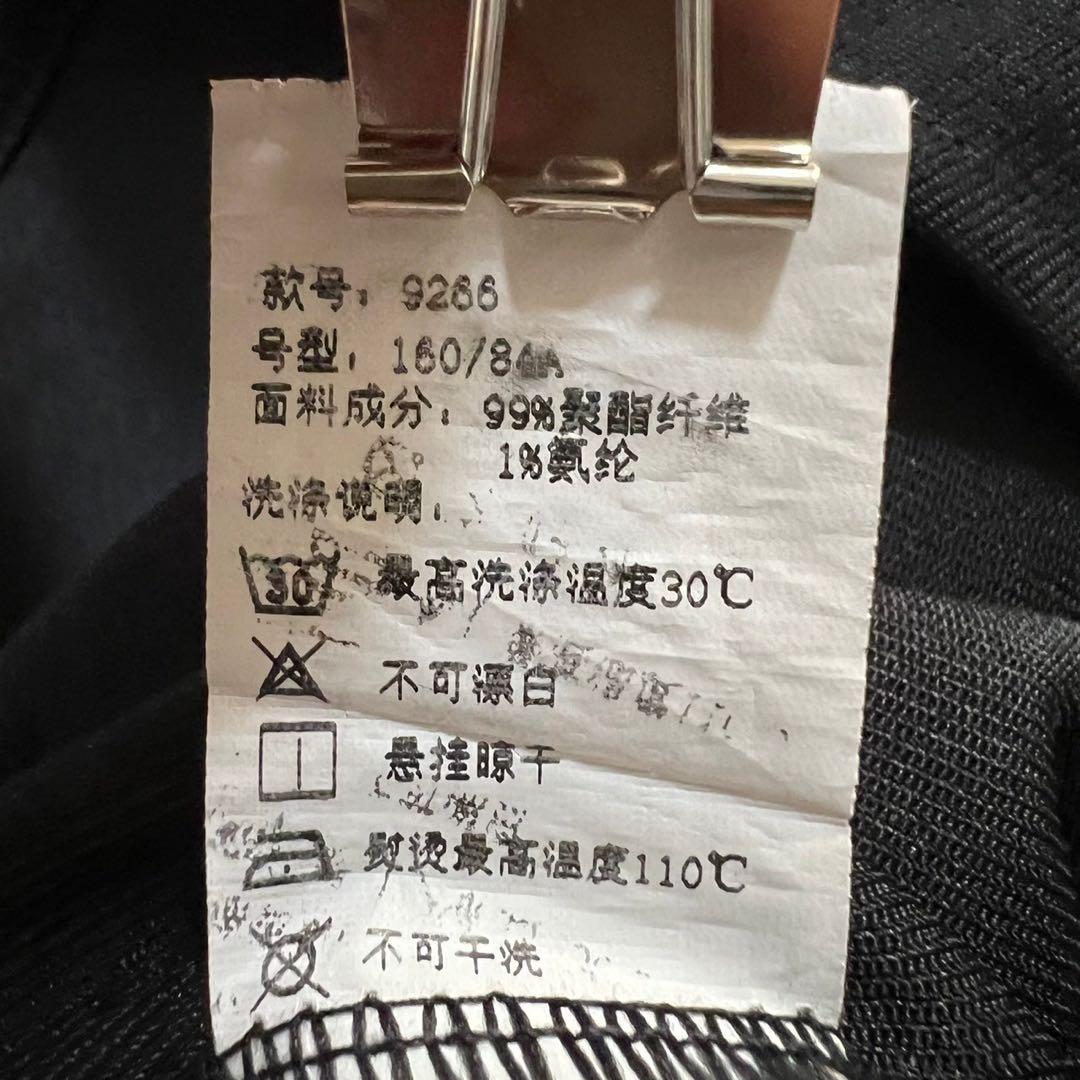 款号：9266
号型：160/84A
面料成分：99%聚酯纤维
1%氨纶
洗涤说明：
30 最高洗涤温度30℃
不可漂白
悬挂晾干
熨烫最高温度110℃
不可干洗